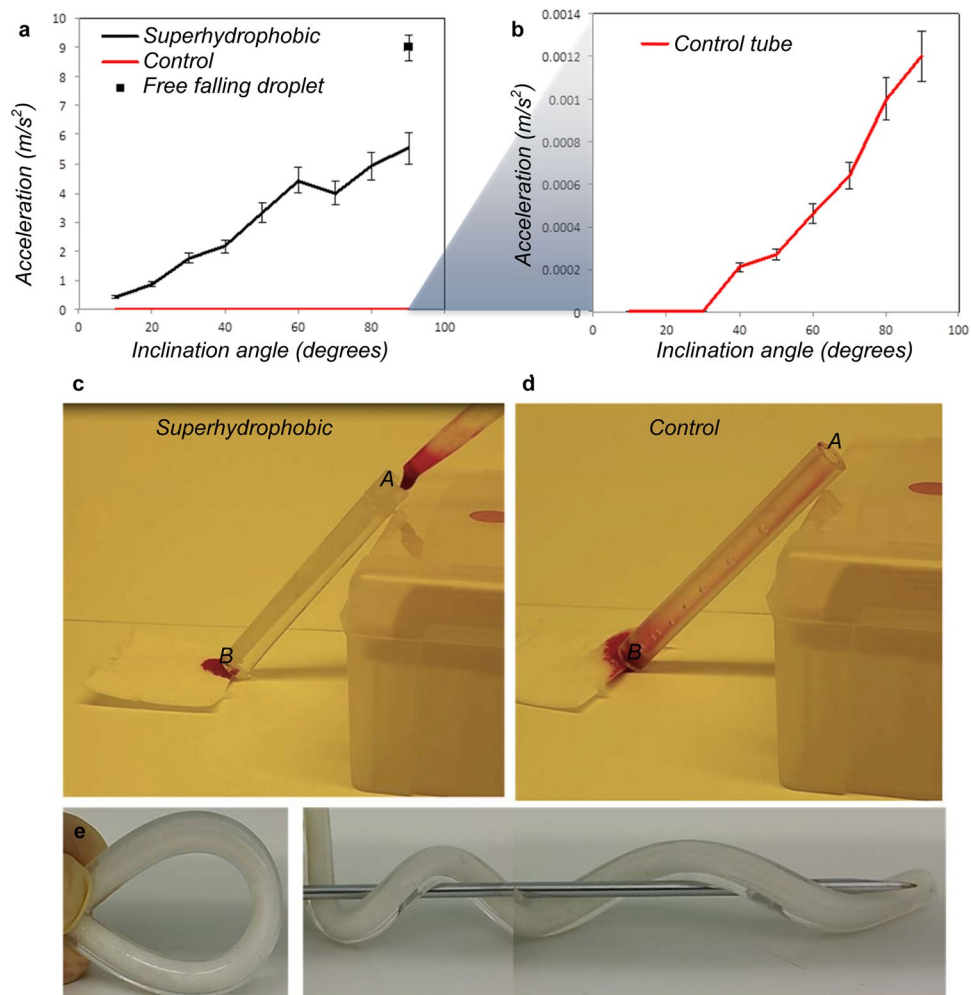 a
10
9
8
7
6
5
4
3
2
1
0
Acceleration (m/s²)
Superhydrophobic
Control
Free falling droplet
0
20
40
60
80
100
Inclination angle (degrees)
b
0.0014
0.0012
0.001
0.0008
0.0006
0.0004
0.0002
0
Acceleration (m/s²)
Control tube
0
20
40
60
80
100
Inclination angle (degrees)
c
Superhydrophobic
A
B
d
Control
A
B
e